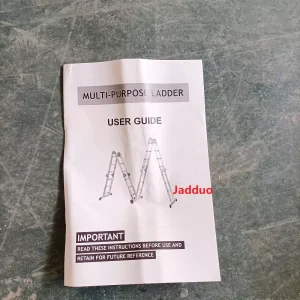 MULTI-PURPOSE LADDER
USER GUIDE
Jadduo
IMPORTANT
READ THESE INSTRUCTIONS BEFORE USE AND
RETAIN FOR FUTURE REFERENCE